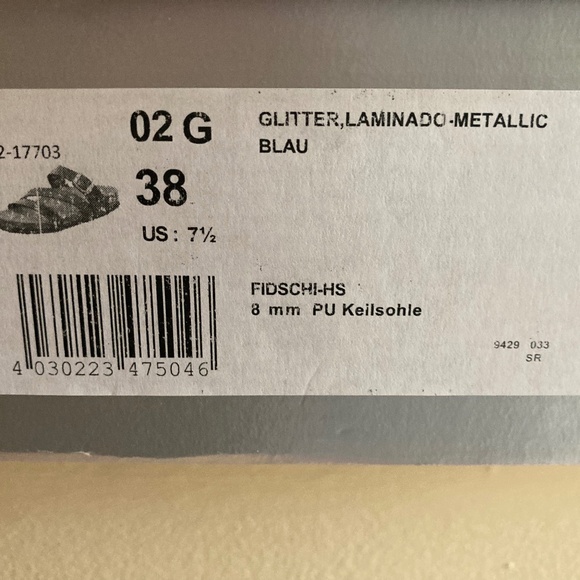 02 G
GLITTER,LAMINADO-METALLIC
BLAU
2-17703
38
US: 7½
FIDSCHI-HS
8 mm PU Keilsohle
9429 033
SR
4 030223 475046